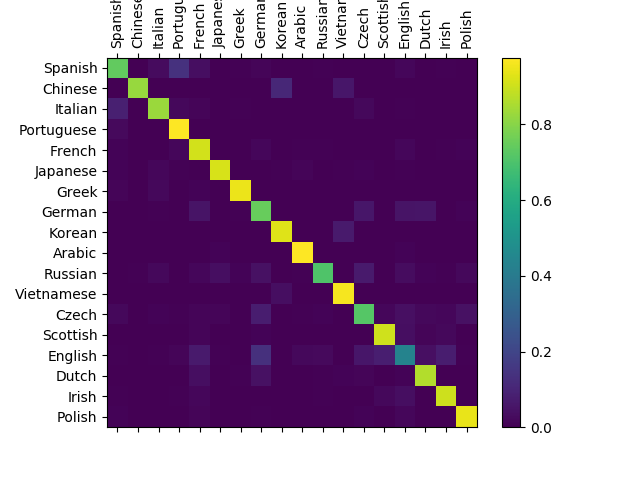 Spanish
Chinese
Italian
Portugu
French
Japanes
Greek
German
Korean
Arabic
Russian
Vietnam
Czech
Scottish
English
Dutch
Irish
Polish
Spanish
Chinese
Italian
Portuguese
French
Japanese
Greek
German
Korean
Arabic
Russian
Vietnamese
Czech
Scottish
English
Dutch
Irish
Polish
0.8
0.6
0.4
0.2
0.0